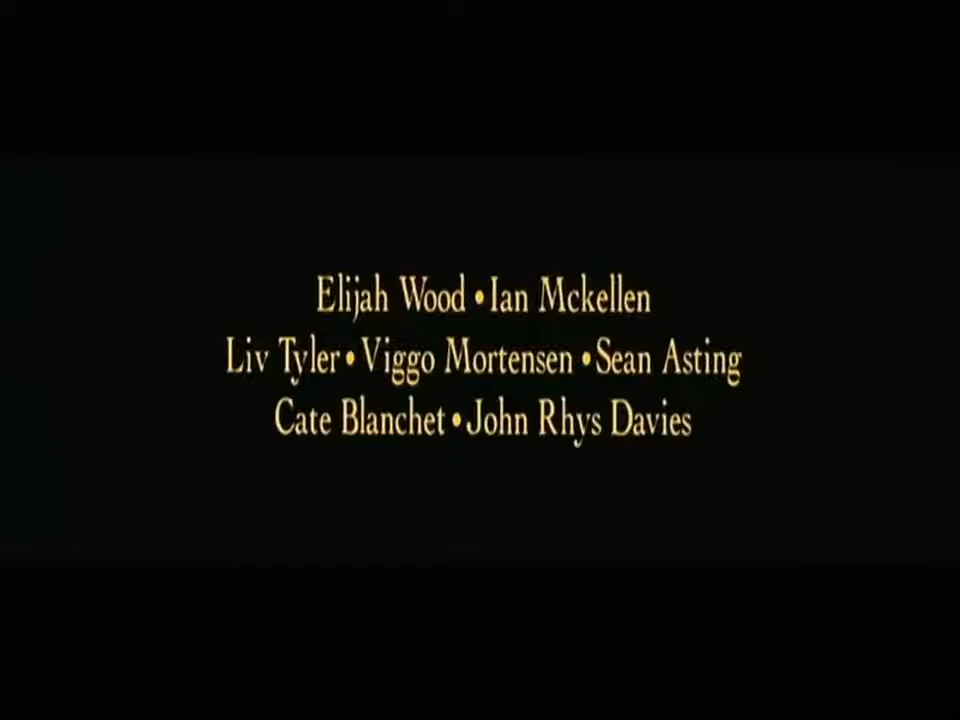 Elijah Wood • Ian Mckellen
Liv Tyler • Viggo Mortensen • Sean Asting
Cate Blanchet • John Rhys Davies